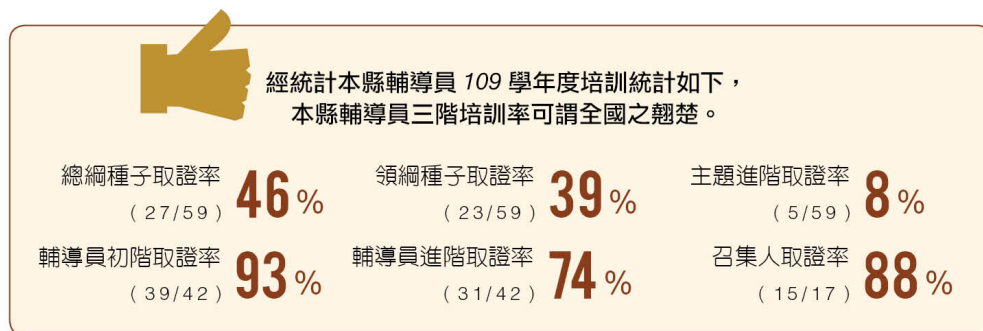 經統計本縣輔導員 109 學年度培訓統計如下，
本縣輔導員三階培訓率可謂全國之翹楚。
總綱種子取證率
（27/59）
46%
領綱種子取證率
（23/59）
39%
主題進階取證率
（5/59）
8%
輔導員初階取證率
（39/42）
93%
輔導員進階取證率
（31/42）
74%
召集人取證率
（15/17）
88%